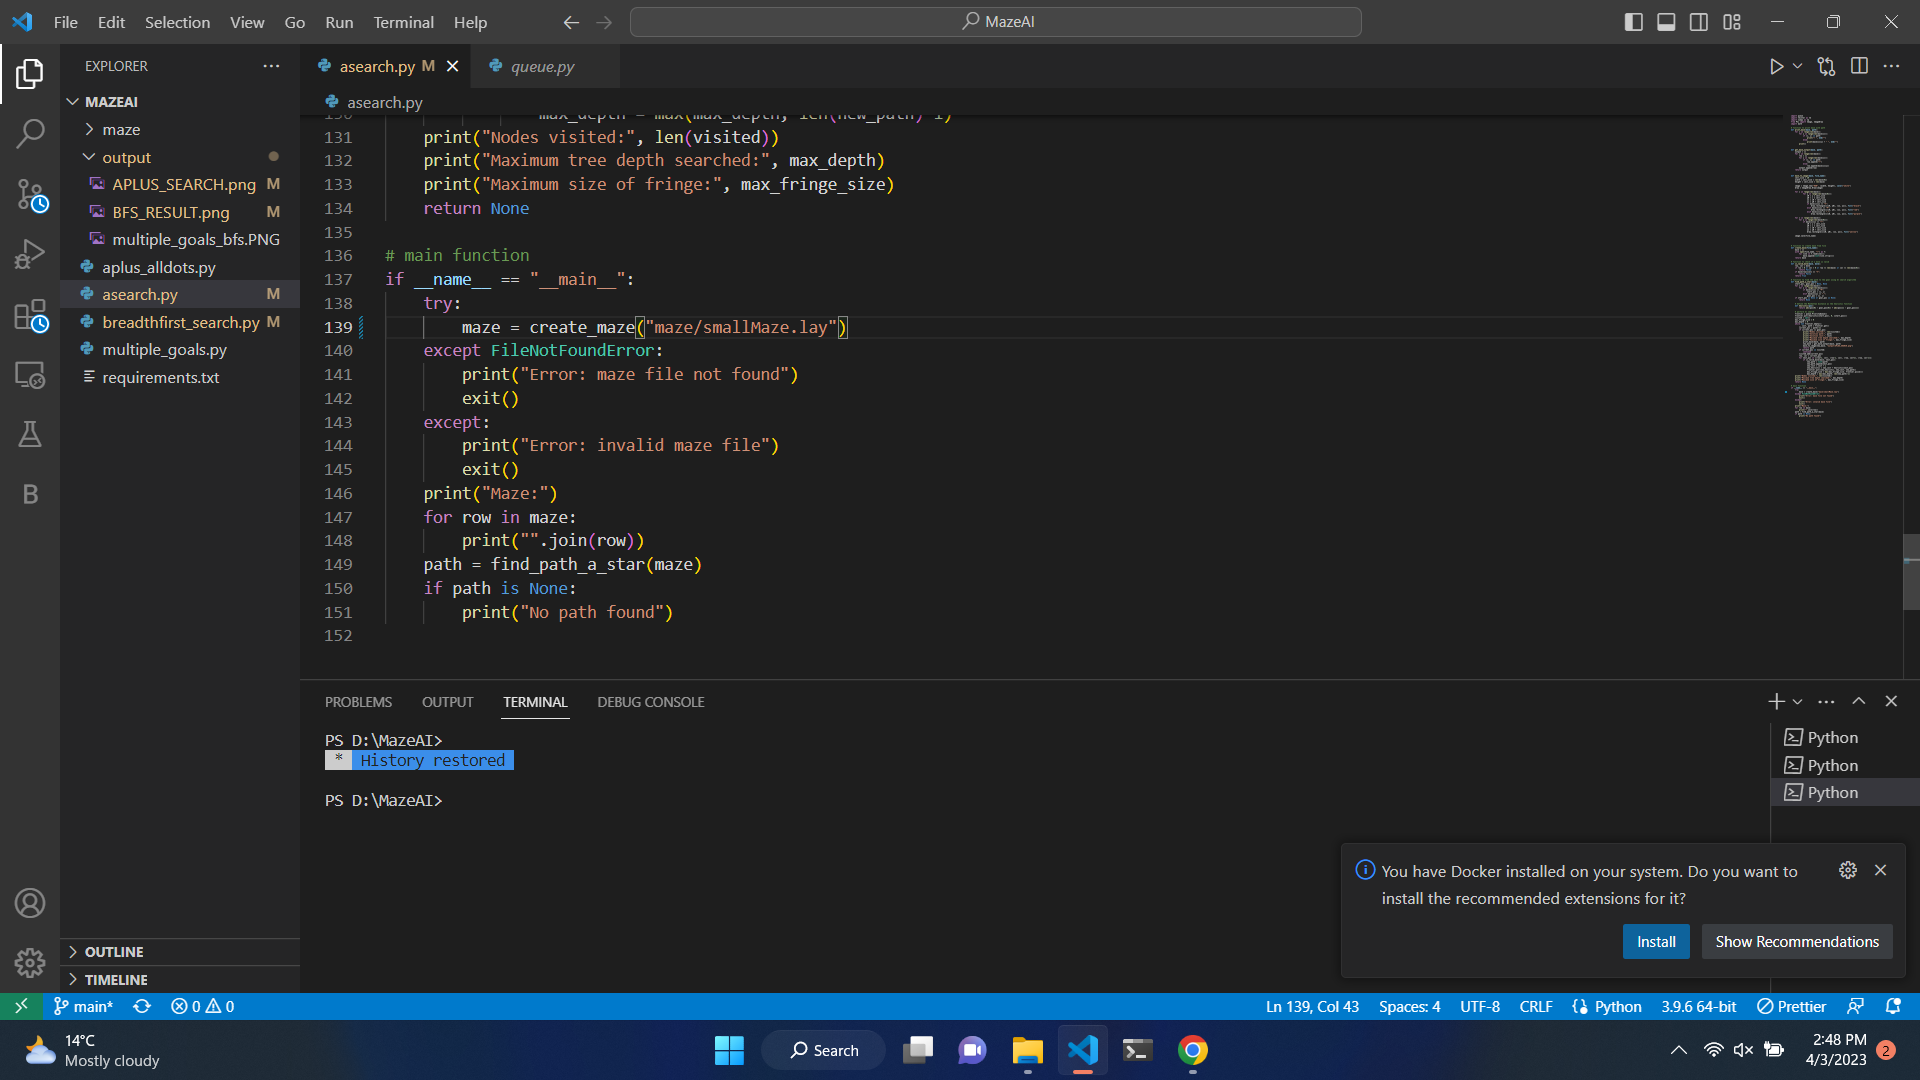 File Edit Selection View Go Run Terminal Help
MazeAI
EXPLORER
MAZEAI
maze
output
APLUS_SEARCH.png M
BFS_RESULT.png M
multiple_goals_bfs.PNG
aplus_alldots.py
asearch.py M
breadthfirst_search.py M
multiple_goals.py
requirements.txt
OUTLINE
TIMELINE
B
asearch.py M
queue.py
asearch.py
130 max_depth = max(max_depth, len(new_path)-1)
131 print("Nodes visited:", len(visited))
132 print("Maximum tree depth searched:", max_depth)
133 print("Maximum size of fringe:", max_fringe_size)
134 return None
135
136 # main function
137 if __name__ == "__main__":
138 try:
139 maze = create_maze("maze/smallMaze.lay")
140 except FileNotFoundError:
141 print("Error: maze file not found")
142 exit()
143 except:
144 print("Error: invalid maze file")
145 exit()
146 print("Maze:")
147 for row in maze:
148 print("".join(row))
149 path = find_path_a_star(maze)
150 if path is None:
151 print("No path found")
152
PROBLEMS OUTPUT TERMINAL DEBUG CONSOLE
PS D:\MazeAI>
* History restored
PS D:\MazeAI>
Python
Python
Python
You have Docker installed on your system. Do you want to
install the recommended extensions for it?
Install
Show Recommendations
main* 0 0
Ln 139, Col 43 Spaces: 4 UTF-8 CRLF Python 3.9.6 64-bit Prettier
14°C
Mostly cloudy
Search
2:48 PM
4/3/2023
2